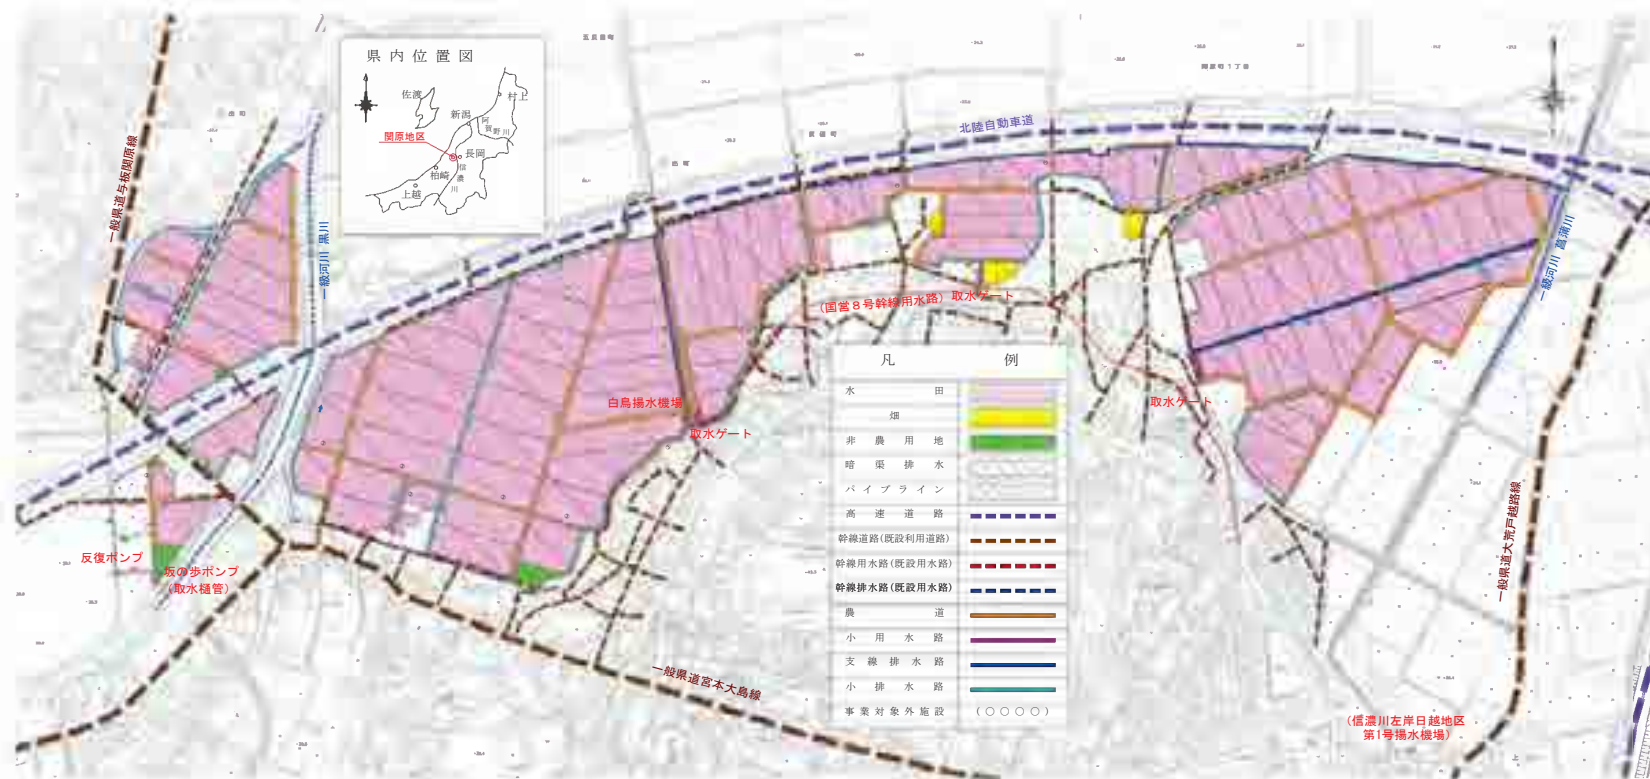 県内位置図
佐渡
村上
新潟
阿賀野川
関原地区
長岡
信濃川
柏崎
上越
一般県道与板関原線
一級河川 黒川
北陸自動車道
関原町1丁目
一級河川 菖蒲川
(国営8号幹線用水路) 取水ゲート
白鳥揚水機場
取水ゲート
取水ゲート
凡例
水田
畑
非農用地
暗渠排水
パイプライン
高速道路
幹線道路(既設利用道路)
幹線用水路(既設用水路)
幹線排水路(既設用水路)
農道
小用水路
支線排水路
小排水路
事業対象外施設 (○○○○)
反復ポンプ
坂の歩ポンプ
(取水樋管)
一般県道宮本大島線
一般県道大荒戸越路線
(信濃川左岸日越地区
第1号揚水機場)